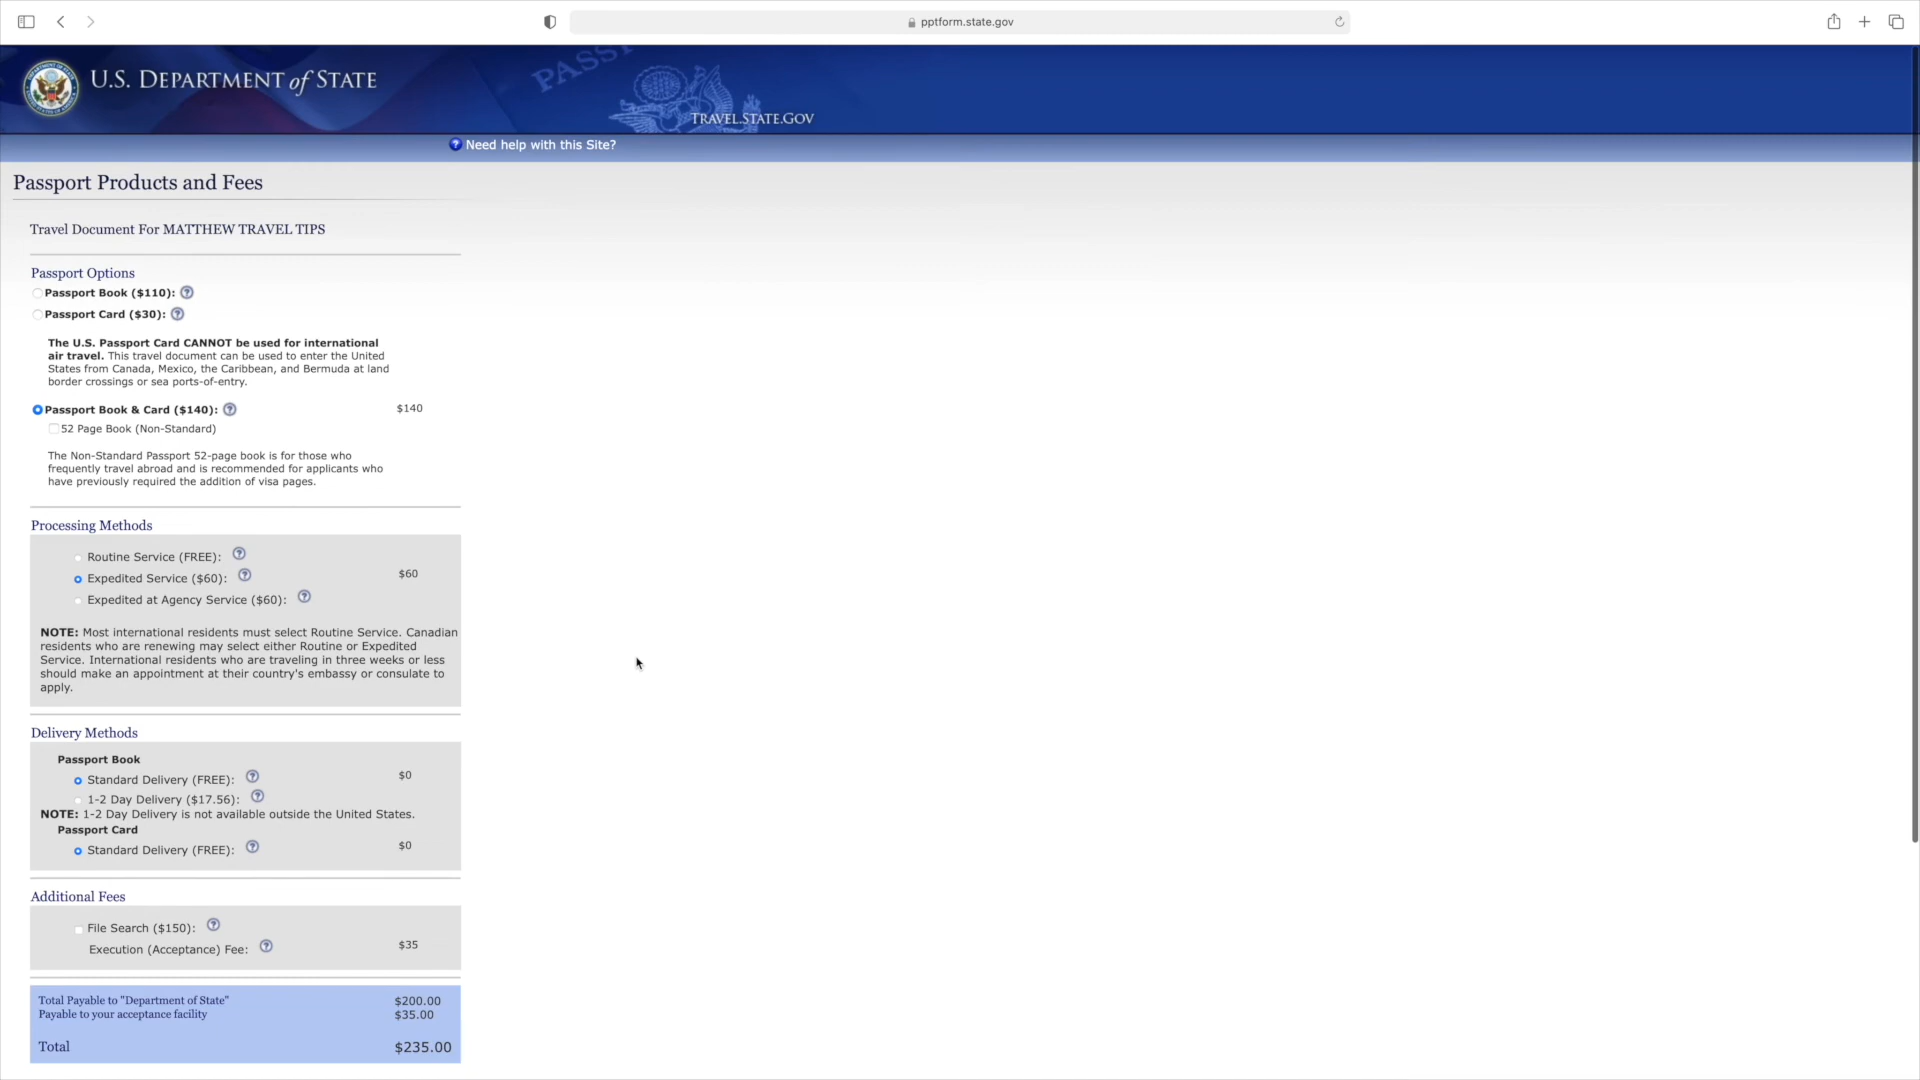 pptform.state.gov
PASSP
U.S. DEPARTMENT of STATE
TRAVEL.STATE.GOV
? Need help with this Site?
Passport Products and Fees
Travel Document For MATTHEW TRAVEL TIPS
Passport Options
Passport Book ($110): ?
Passport Card ($30): ?
The U.S. Passport Card CANNOT be used for international
air travel. This travel document can be used to enter the United
States from Canada, Mexico, the Caribbean, and Bermuda at land
border crossings or sea ports-of-entry.
Passport Book & Card ($140): ? $140
52 Page Book (Non-Standard)
The Non-Standard Passport 52-page book is for those who
frequently travel abroad and is recommended for applicants who
have previously required the addition of visa pages.
Processing Methods
Routine Service (FREE): ?
Expedited Service ($60): ? $60
Expedited at Agency Service ($60): ?
NOTE: Most international residents must select Routine Service. Canadian
residents who are renewing may select either Routine or Expedited
Service. International residents who are traveling in three weeks or less
should make an appointment at their country's embassy or consulate to
apply.
Delivery Methods
Passport Book
Standard Delivery (FREE): ? $0
1-2 Day Delivery ($17.56): ?
NOTE: 1-2 Day Delivery is not available outside the United States.
Passport Card
Standard Delivery (FREE): ? $0
Additional Fees
File Search ($150): ?
Execution (Acceptance) Fee: ? $35
Total Payable to "Department of State" $200.00
Payable to your acceptance facility $35.00
Total $235.00